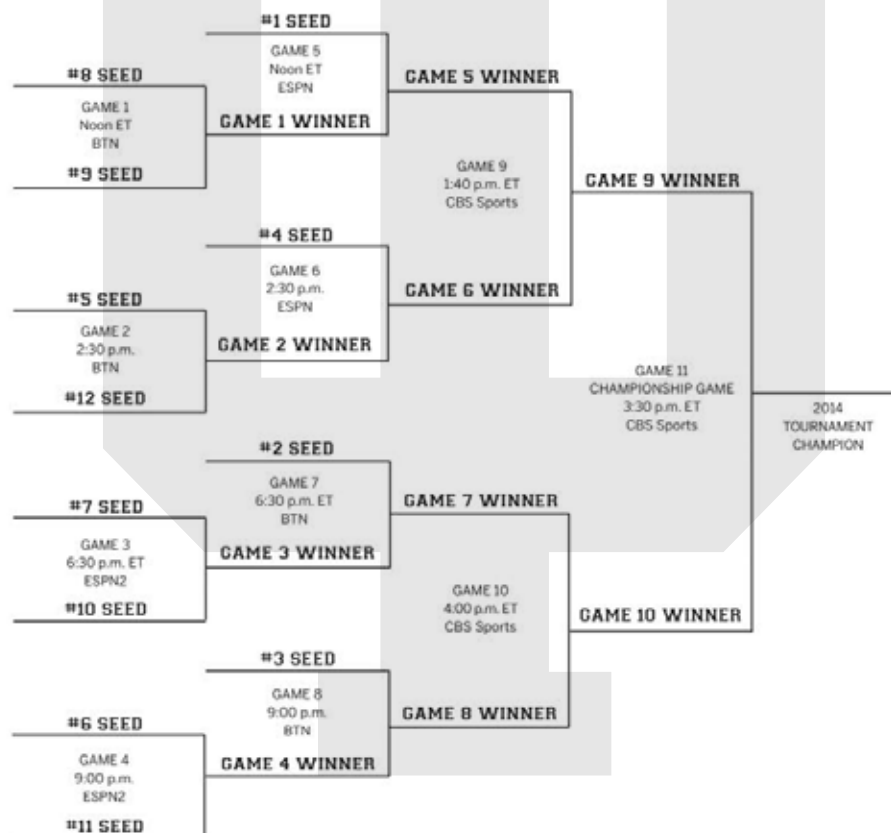 #1 SEED
GAME 5
Noon ET
ESPN
#8 SEED
GAME 5 WINNER
GAME 1
Noon ET
BTN
GAME 1 WINNER
#9 SEED
GAME 9
1:40 p.m. ET
CBS Sports
GAME 9 WINNER
#4 SEED
GAME 6
2:30 p.m.
ESPN
#5 SEED
GAME 6 WINNER
GAME 2
2:30 p.m.
BTN
GAME 2 WINNER
#12 SEED
GAME 11
CHAMPIONSHIP GAME
3:30 p.m. ET
CBS Sports
2014
TOURNAMENT
CHAMPION
#2 SEED
GAME 7
6:30 p.m. ET
BTN
#7 SEED
GAME 7 WINNER
GAME 3
6:30 p.m. ET
ESPN2
GAME 3 WINNER
#10 SEED
GAME 10
4:00 p.m. ET
CBS Sports
GAME 10 WINNER
#3 SEED
GAME 8
9:00 p.m.
BTN
#6 SEED
GAME 8 WINNER
GAME 4
9:00 p.m.
ESPN2
GAME 4 WINNER
#11 SEED